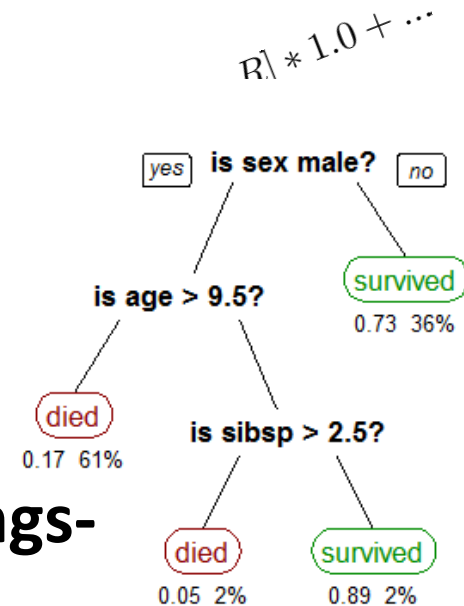 R] * 1.0 + ...
yes is sex male? no
is age > 9.5?
survived
0.73 36%
died
0.17 61%
is sibsp > 2.5?
ngs-
died
0.05 2%
survived
0.89 2%